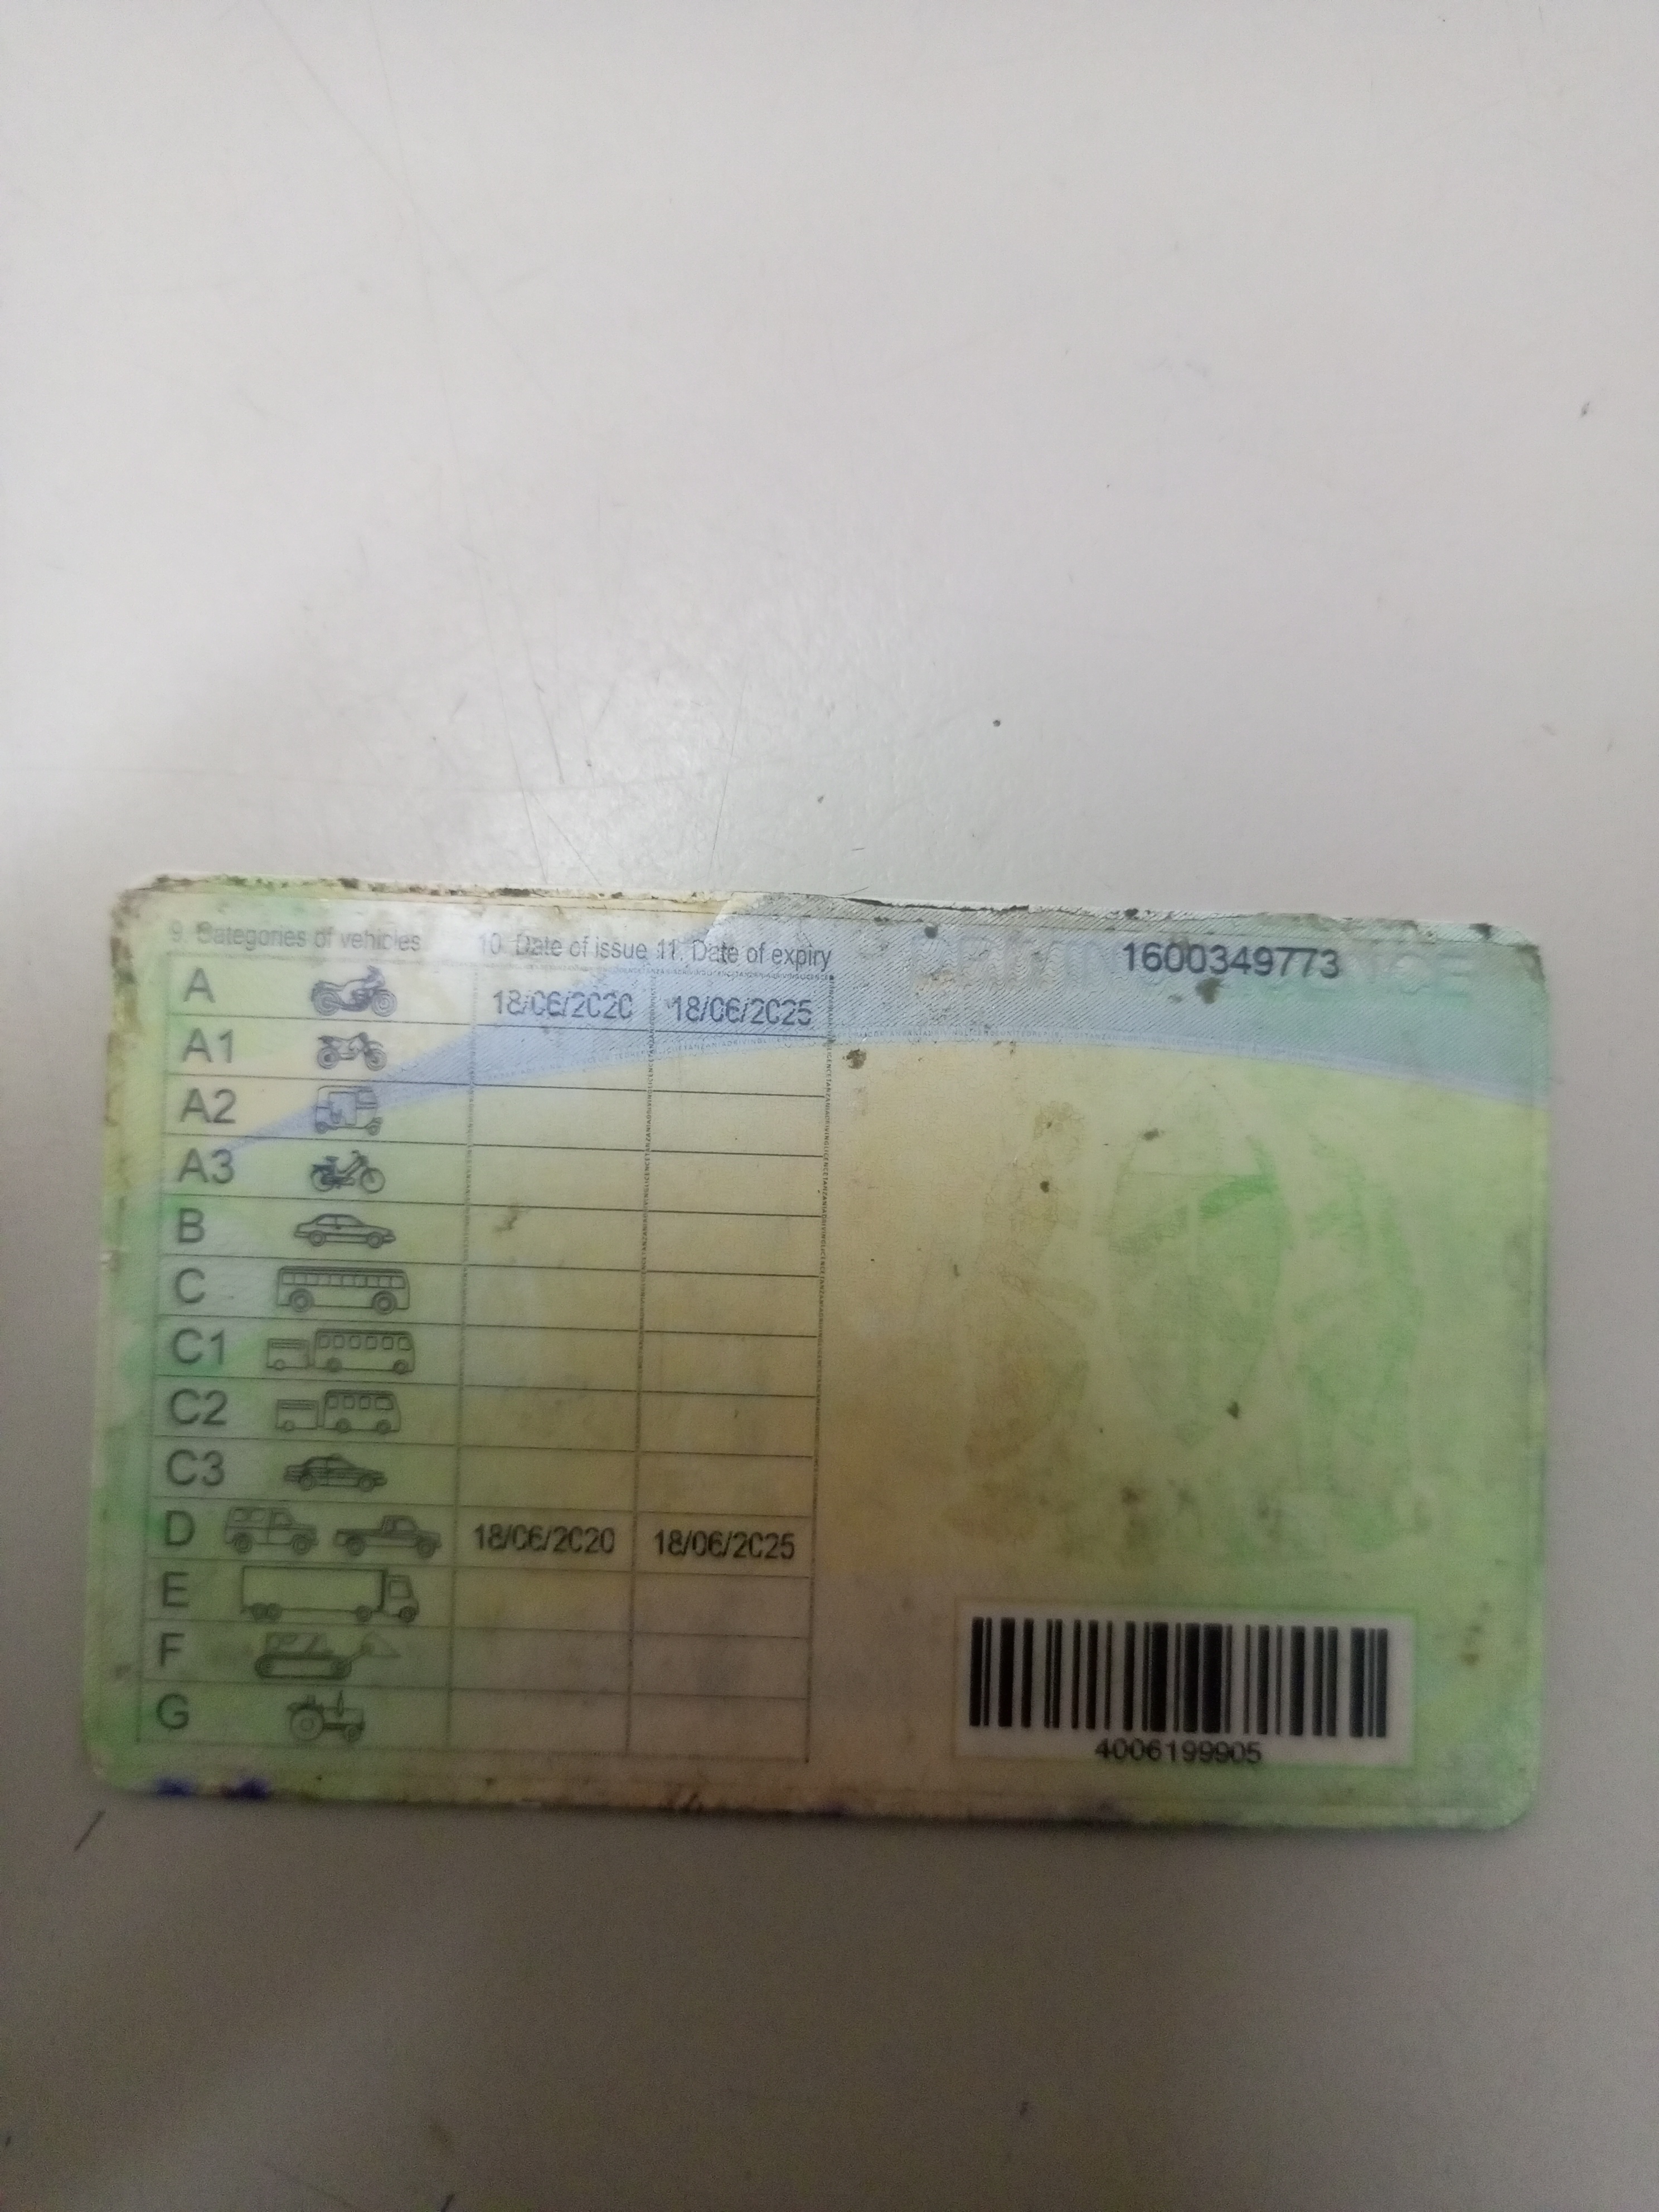 9. Categories of vehicles 10. Date of issue 11. Date of expiry
1600349773
A 18/06/2020 18/06/2025
A1
A2
A3
B
C
C1
C2
C3
D 18/06/2020 18/06/2025
E
F
G
4006199905